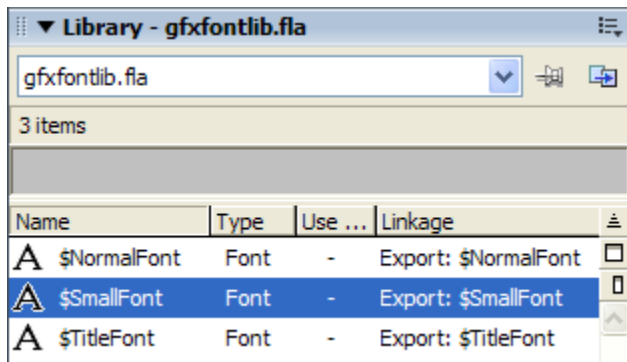 Library - gfxfontlib.fla
gfxfontlib.fla
3 items
Name Type Use ... Linkage
A $NormalFont Font - Export: $NormalFont
A $SmallFont Font - Export: $SmallFont
A $TitleFont Font - Export: $TitleFont